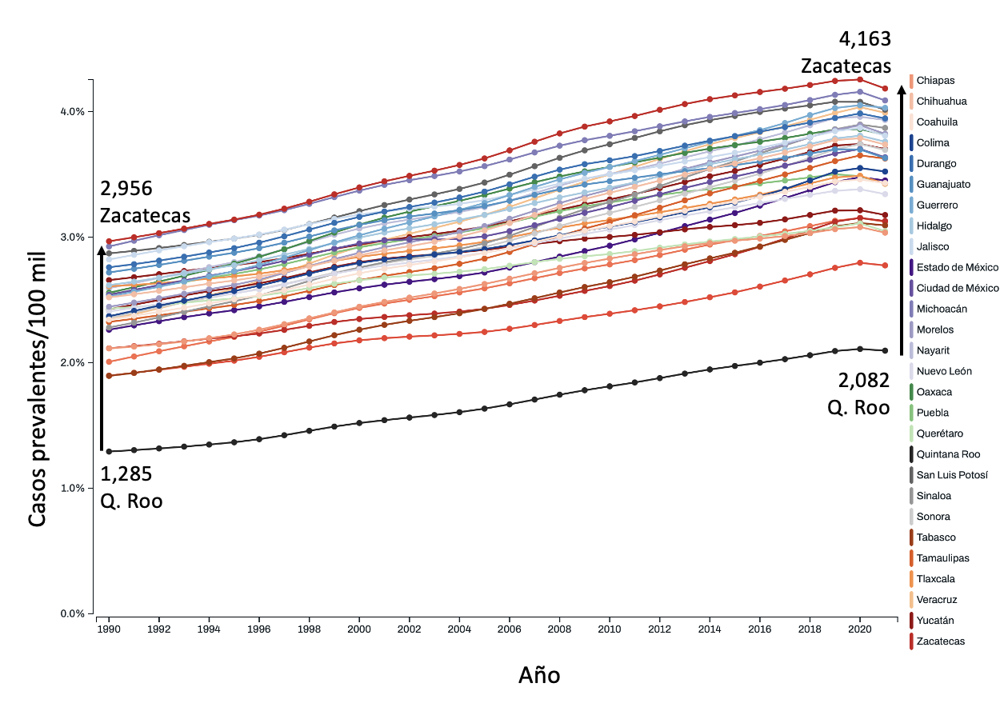 4,163
Zacatecas
2,956
Zacatecas
1,285
Q. Roo
2,082
Q. Roo
Casos prevalentes/100 mil
4.0%
3.0%
2.0%
1.0%
0.0%
1990 1992 1994 1996 1998 2000 2002 2004 2006 2008 2010 2012 2014 2016 2018 2020
Año
Chiapas
Chihuahua
Coahuila
Colima
Durango
Guanajuato
Guerrero
Hidalgo
Jalisco
Estado de México
Ciudad de México
Michoacán
Morelos
Nayarit
Nuevo León
Oaxaca
Puebla
Querétaro
Quintana Roo
San Luis Potosí
Sinaloa
Sonora
Tabasco
Tamaulipas
Tlaxcala
Veracruz
Yucatán
Zacatecas